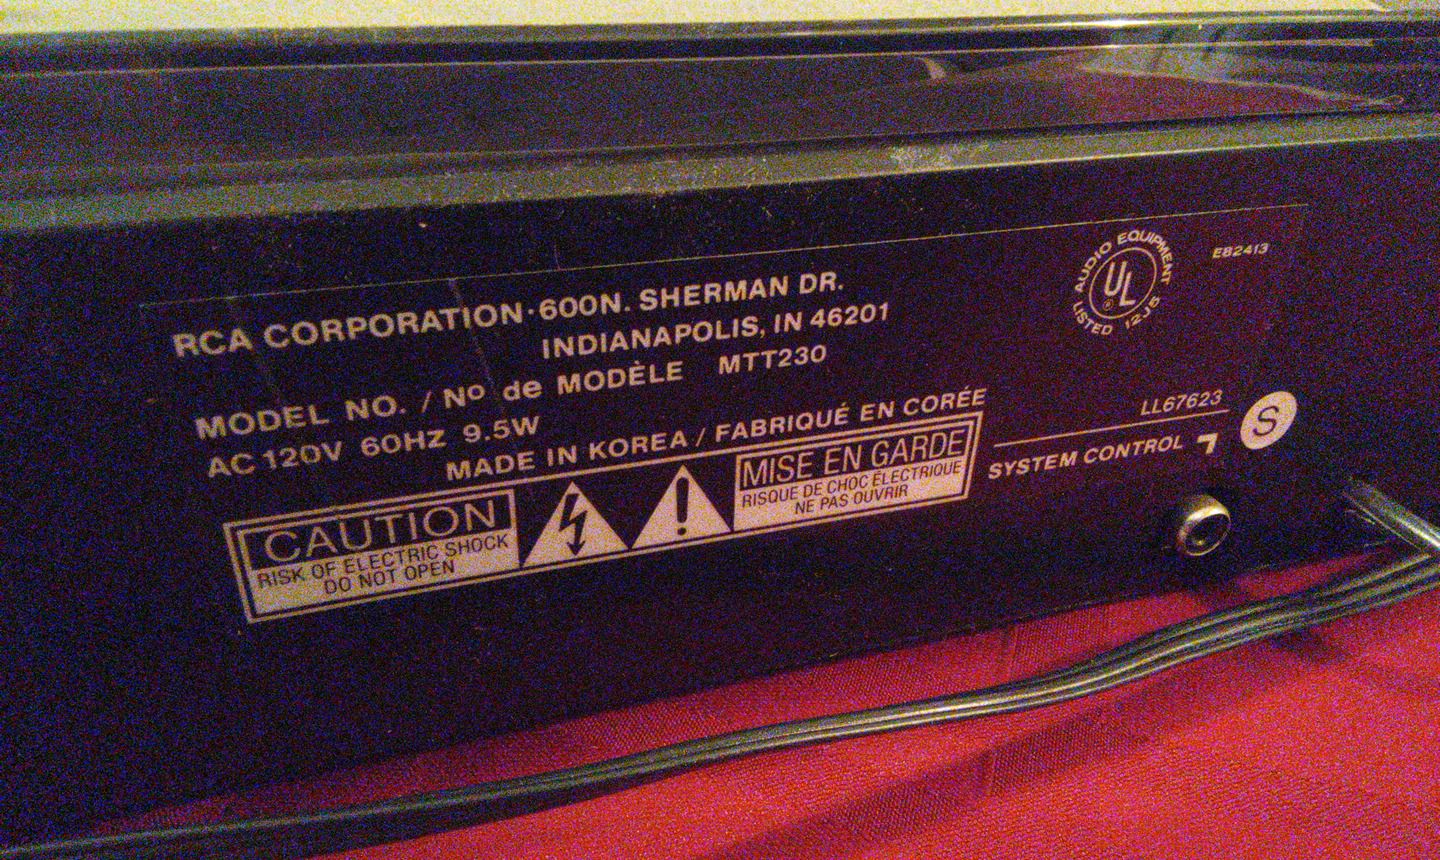 RCA CORPORATION·600N. SHERMAN DR.
INDIANAPOLIS, IN 46201
MODEL NO. / Nº de MODÈLE MTT230
AC 120V 60HZ 9.5W
MADE IN KOREA / FABRIQUÉ EN CORÉE
CAUTION
RISK OF ELECTRIC SHOCK
DO NOT OPEN
MISE EN GARDE
RISQUE DE CHOC ÉLECTRIQUE
NE PAS OUVRIR
AUDIO EQUIPMENT
UL
®
LISTED 12J5
E82413
LL67623
S
SYSTEM CONTROL